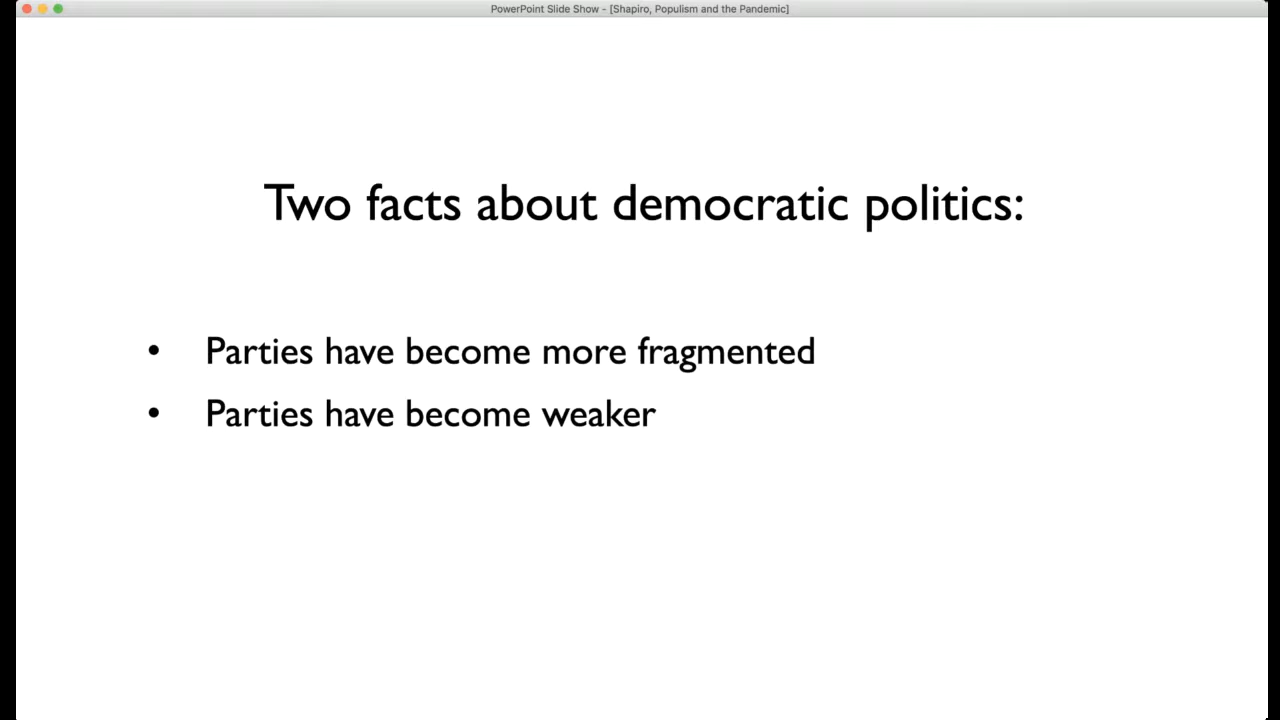 PowerPoint Slide Show - [Shapiro, Populism and the Pandemic]
Two facts about democratic politics:
• Parties have become more fragmented
• Parties have become weaker